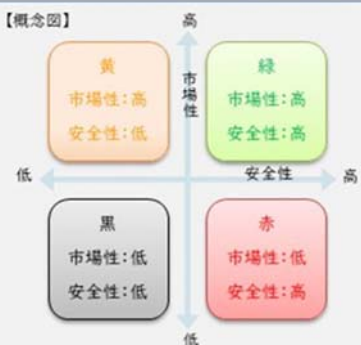 【概念図】
高
黄
市場性:高
安全性:低
市場性
緑
市場性:高
安全性:高
低
安全性
高
黒
市場性:低
安全性:低
赤
市場性:低
安全性:高
低